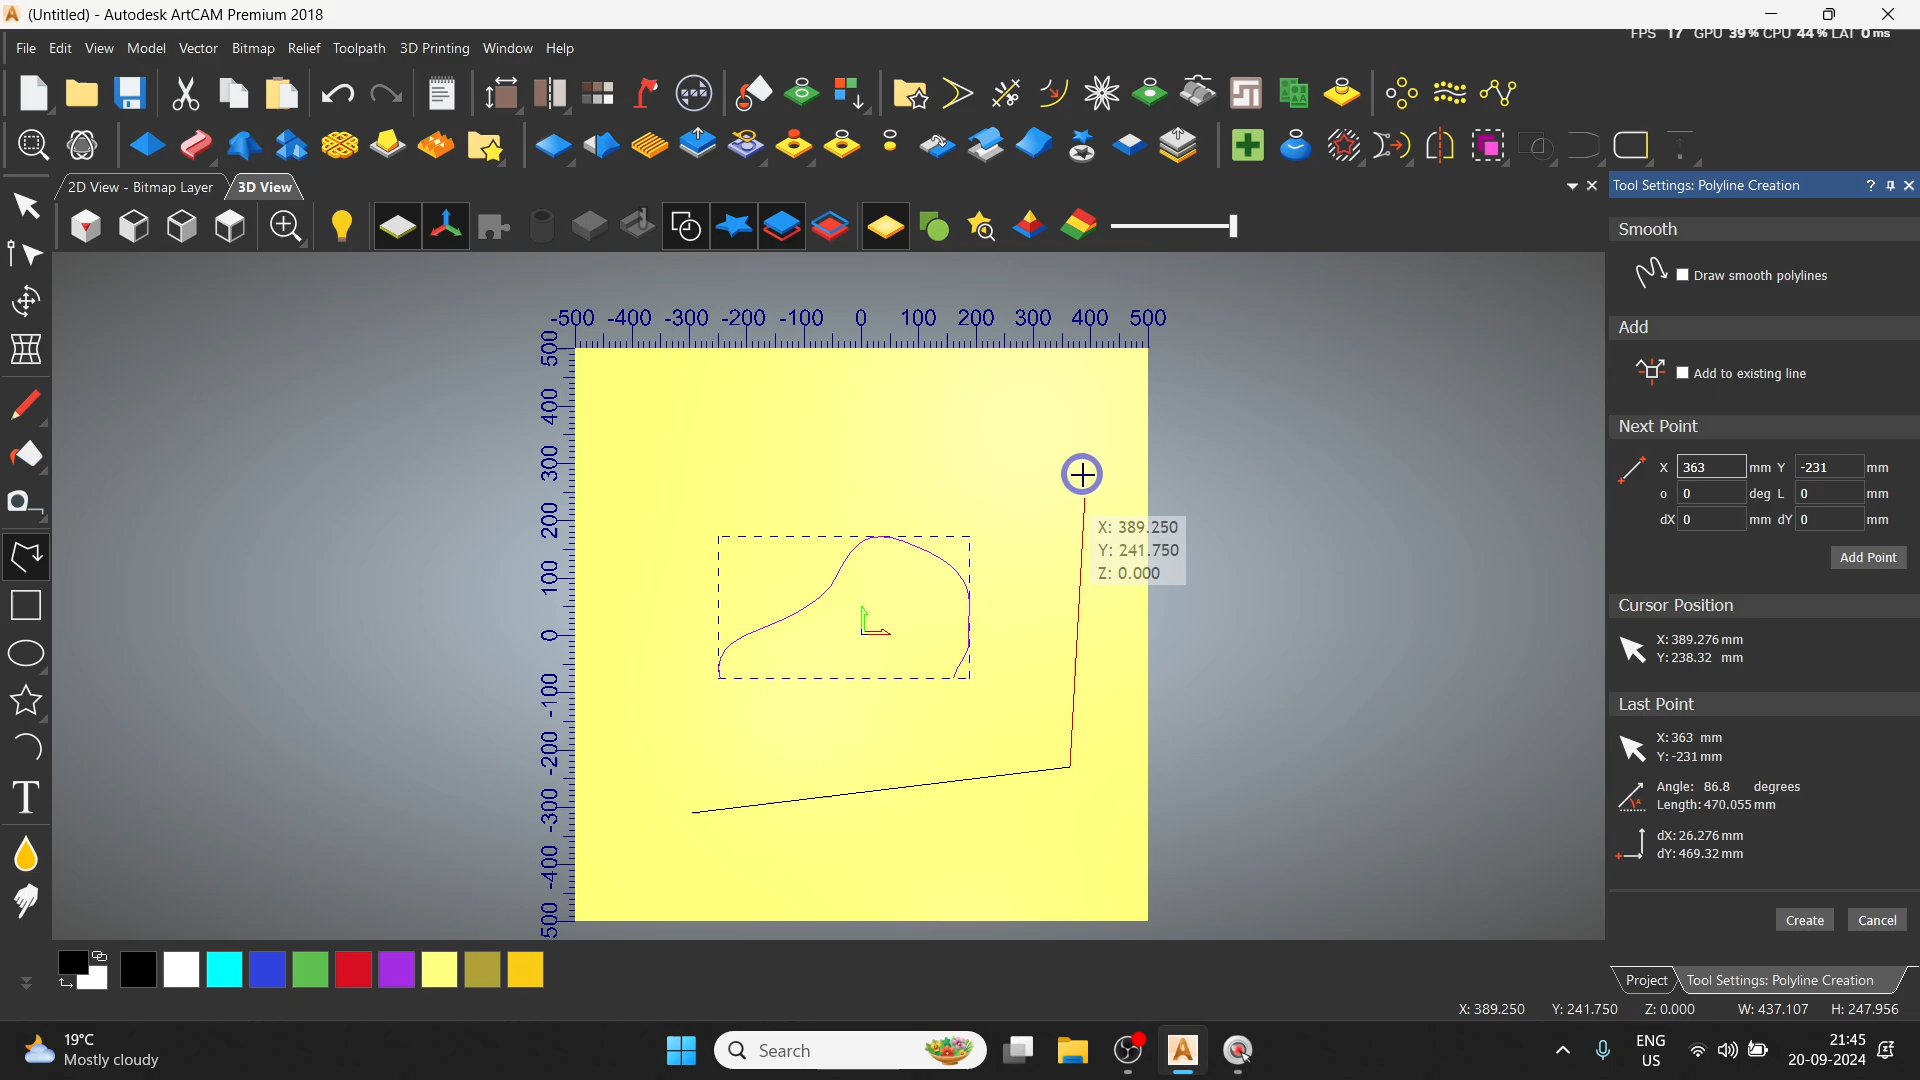 (Untitled) - Autodesk ArtCAM Premium 2018
FPS 17 GPU 39% CPU 44% LAT 0 ms
File Edit View Model Vector Bitmap Relief Toolpath 3D Printing Window Help
2D View - Bitmap Layer 3D View
Tool Settings: Polyline Creation ?
Smooth
Draw smooth polylines
Add
Add to existing line
Next Point
X 363 mm Y -231 mm
o 0 deg L 0 mm
dX 0 mm dY 0 mm
Add Point
Cursor Position
X: 389.276 mm
Y: 238.32 mm
Last Point
X: 363 mm
Y: -231 mm
Angle: 86.8 degrees
Length: 470.055 mm
dX: 26.276 mm
dY: 469.32 mm
Create Cancel
Project Tool Settings: Polyline Creation
-500 -400 -300 -200 -100 0 100 200 300 400 500
500
400
300
200
100
0
-100
-200
-300
-400
500
X: 389.250
Y: 241.750
Z: 0.000
T
X: 389.250 Y: 241.750 Z: 0.000 W: 437.107 H: 247.956
19°C
Mostly cloudy
Search
ENG
US
21:45
20-09-2024